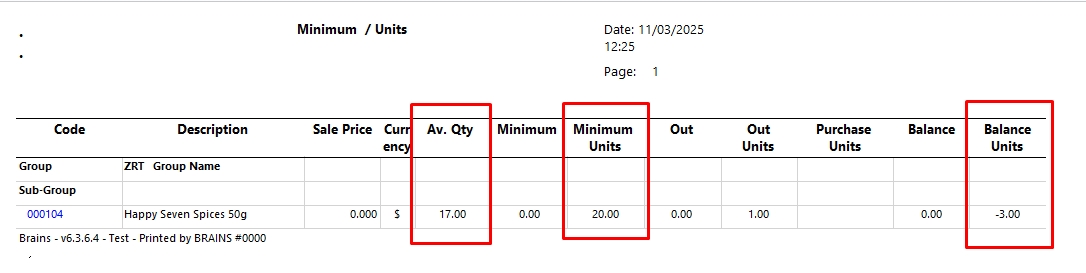 Minimum / Units
Date: 11/03/2025
12:25
Page: 1
Code Description Sale Price Curr ency Av. Qty Minimum Minimum Units Out Out Units Purchase Units Balance Balance Units
Group ZRT Group Name
Sub-Group
000104 Happy Seven Spices 50g 0.000 $ 17.00 0.00 20.00 0.00 1.00 0.00 -3.00
Brains - v6.3.6.4 - Test - Printed by BRAINS #0000